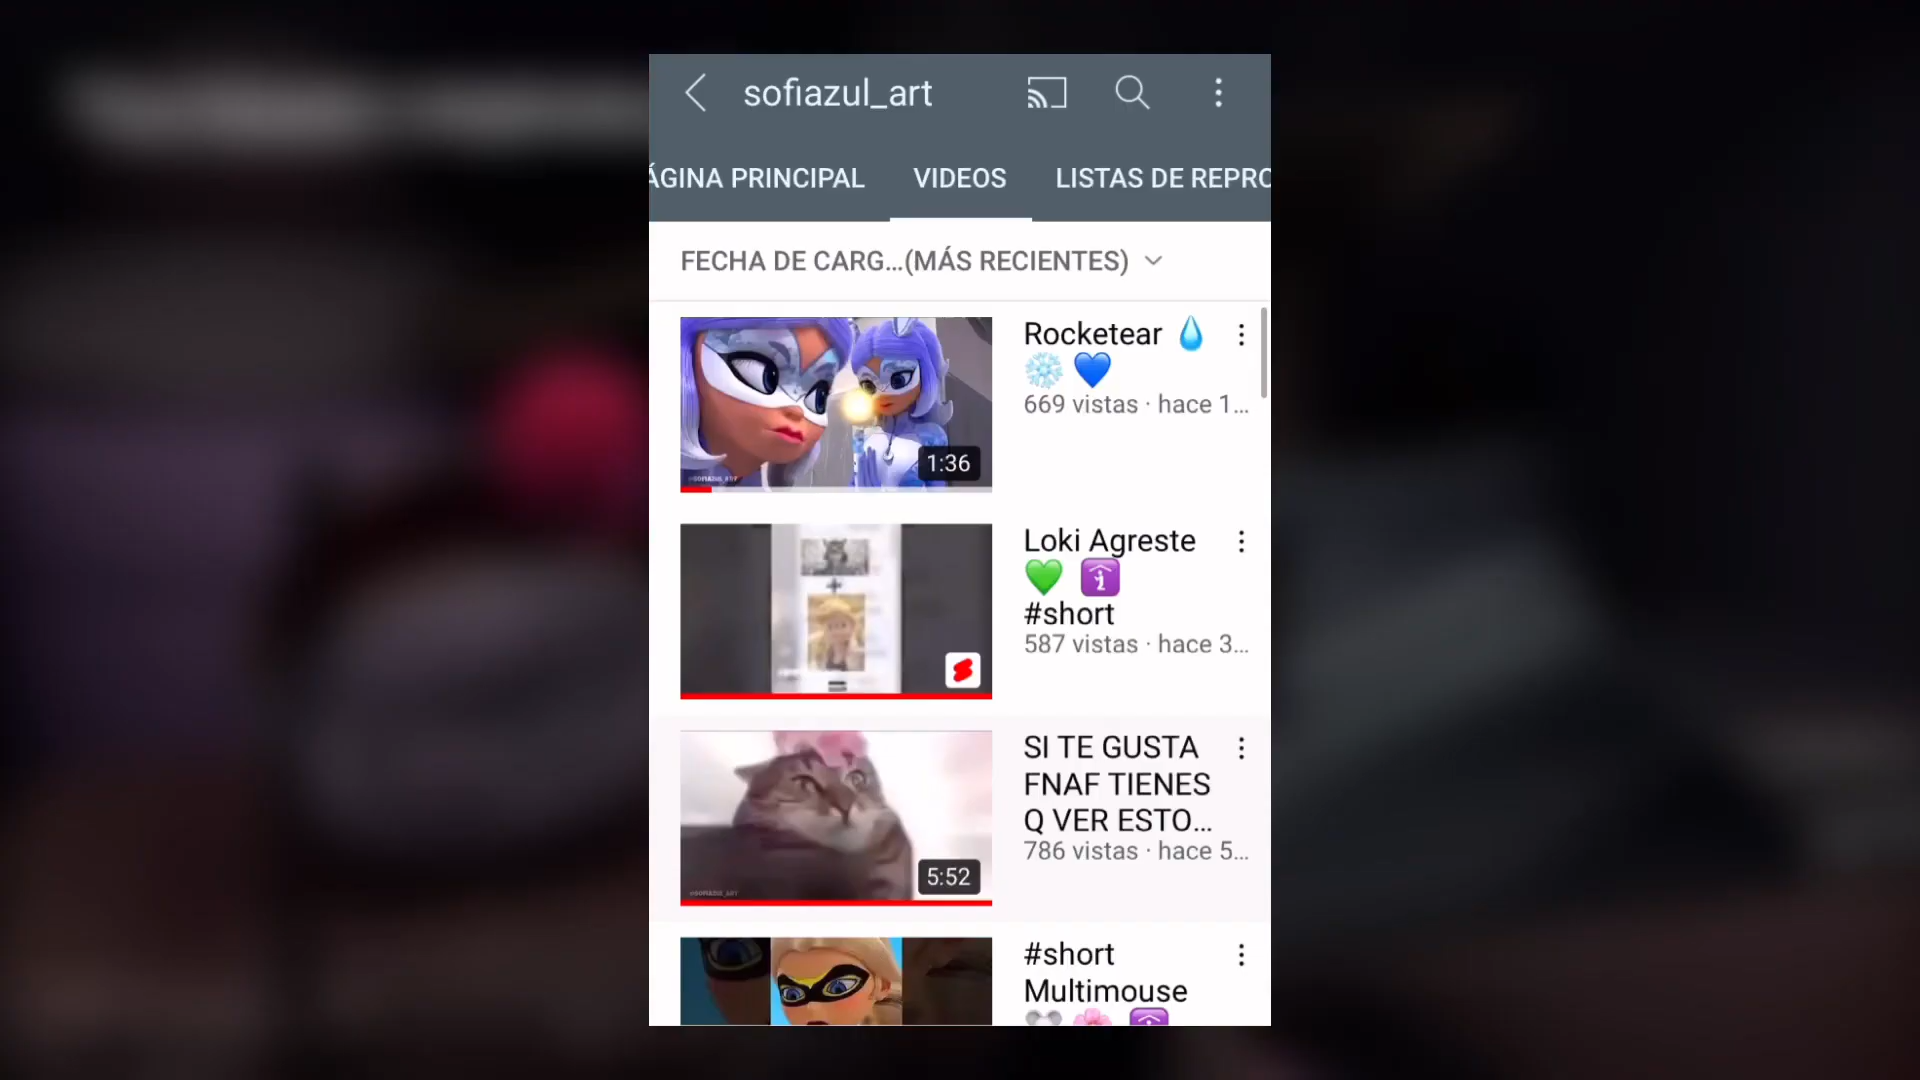 sofiazul_art
ÁGINA PRINCIPAL VIDEOS LISTAS DE REPRO
FECHA DE CARG...(MÁS RECIENTES)
Rocketear 💧
❄️ 💙
669 vistas · hace 1...
1:36
@SOFIAZUL_ART
Loki Agreste
💚 🛐
#short
587 vistas · hace 3...
SI TE GUSTA
FNAF TIENES
Q VER ESTO...
786 vistas · hace 5...
5:52
@SOFIAZUL_ART
#short
Multimouse